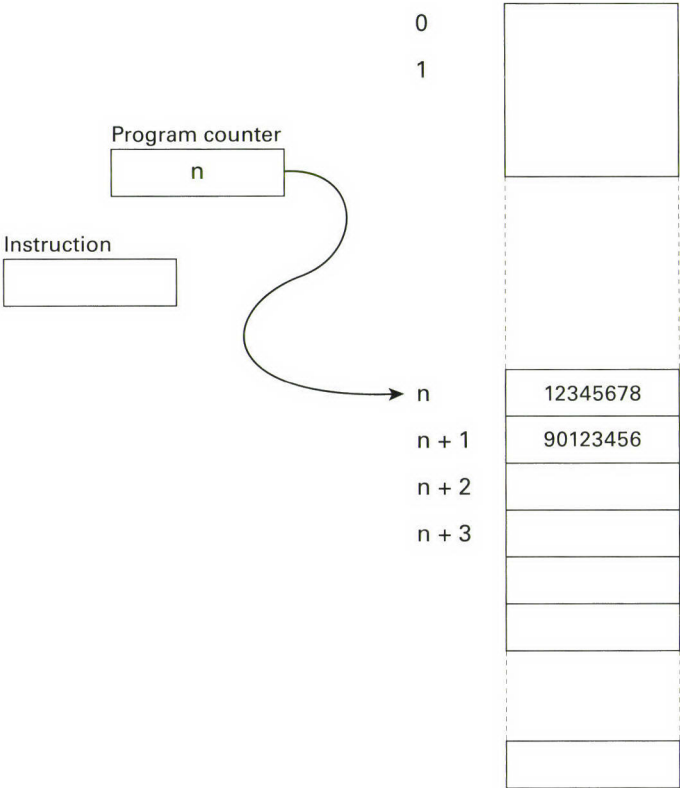 0
1
Program counter
n
Instruction
n 12345678
n + 1 90123456
n + 2
n + 3